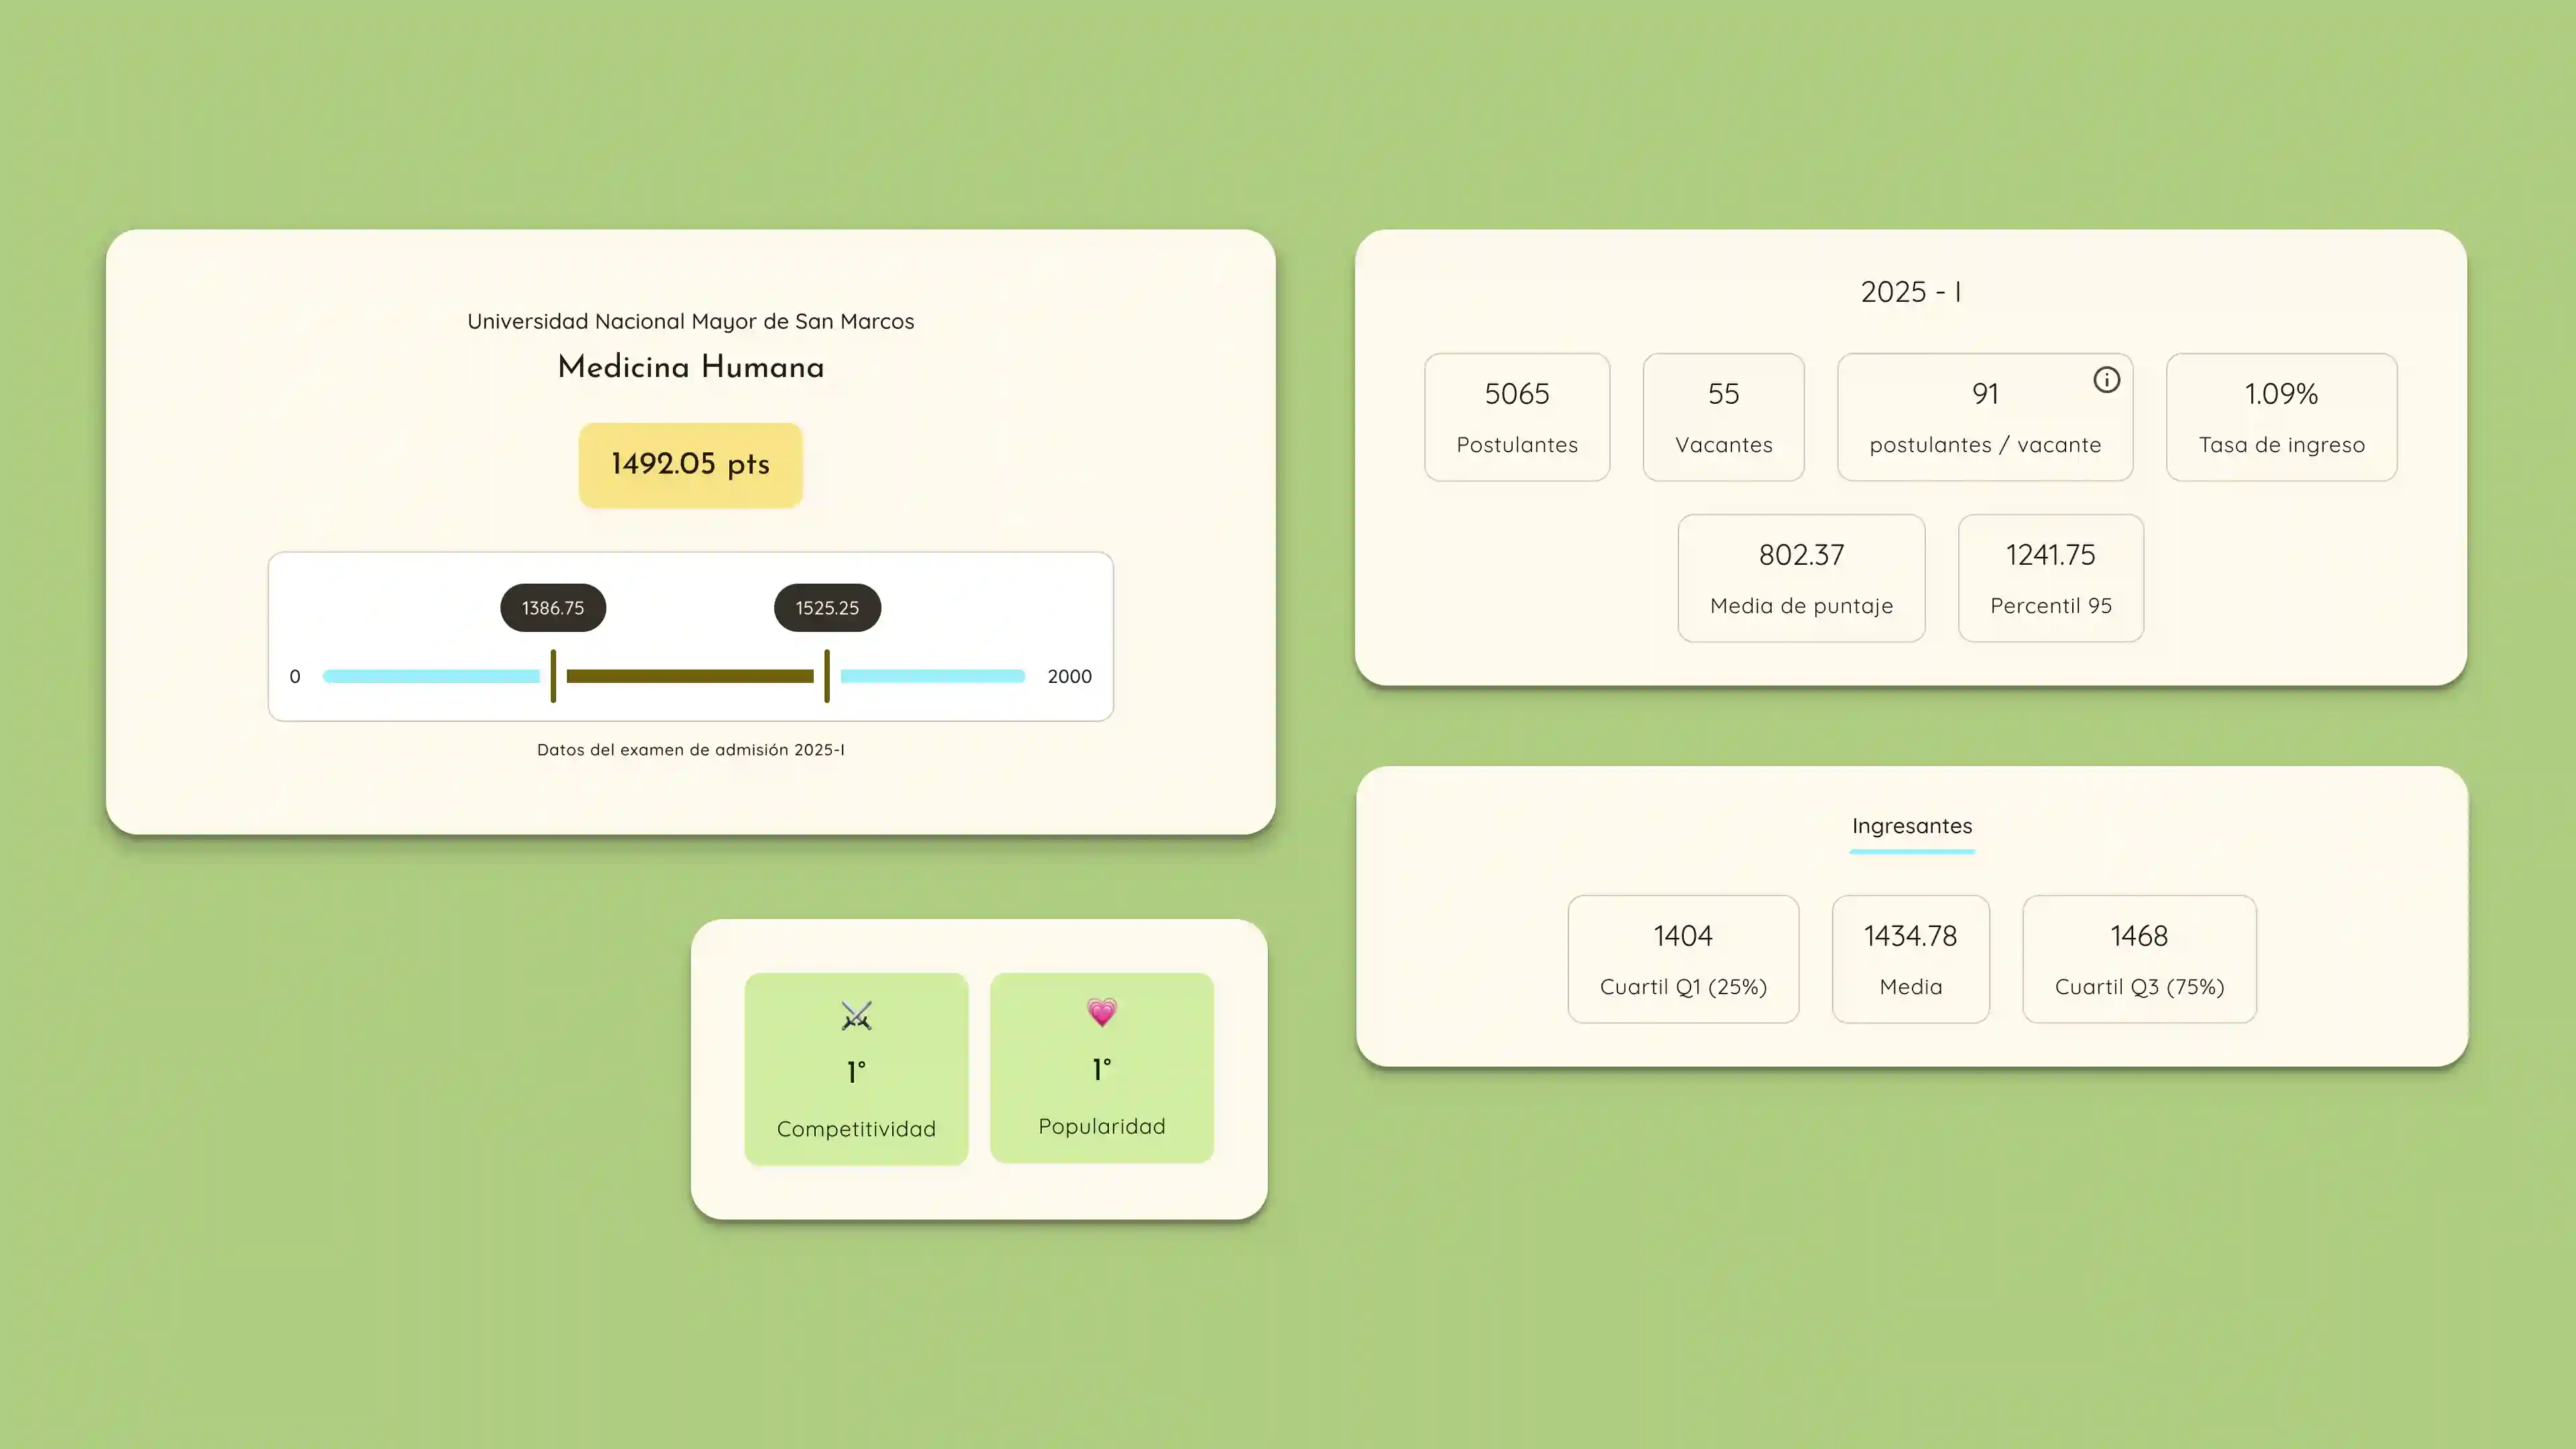 Universidad Nacional Mayor de San Marcos
Medicina Humana
1492.05 pts
1386.75
1525.25
0
2000
Datos del examen de admisión 2025-I
1°
Competitividad
1°
Popularidad
2025 - I
5065
Postulantes
55
Vacantes
91
postulantes / vacante
1.09%
Tasa de ingreso
802.37
Media de puntaje
1241.75
Percentil 95
Ingresantes
1404
Cuartil Q1 (25%)
1434.78
Media
1468
Cuartil Q3 (75%)